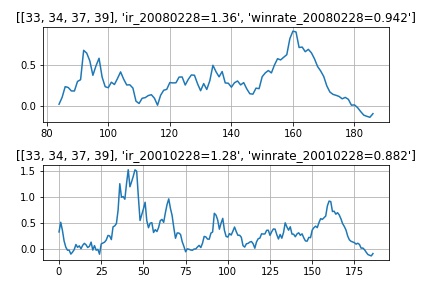 [[33, 34, 37, 39], 'ir_20080228=1.36', 'winrate_20080228=0.942']
0.5
0.0
80 100 120 140 160 180
[[33, 34, 37, 39], 'ir_20010228=1.28', 'winrate_20010228=0.882']
1.5
1.0
0.5
0.0
0 25 50 75 100 125 150 175